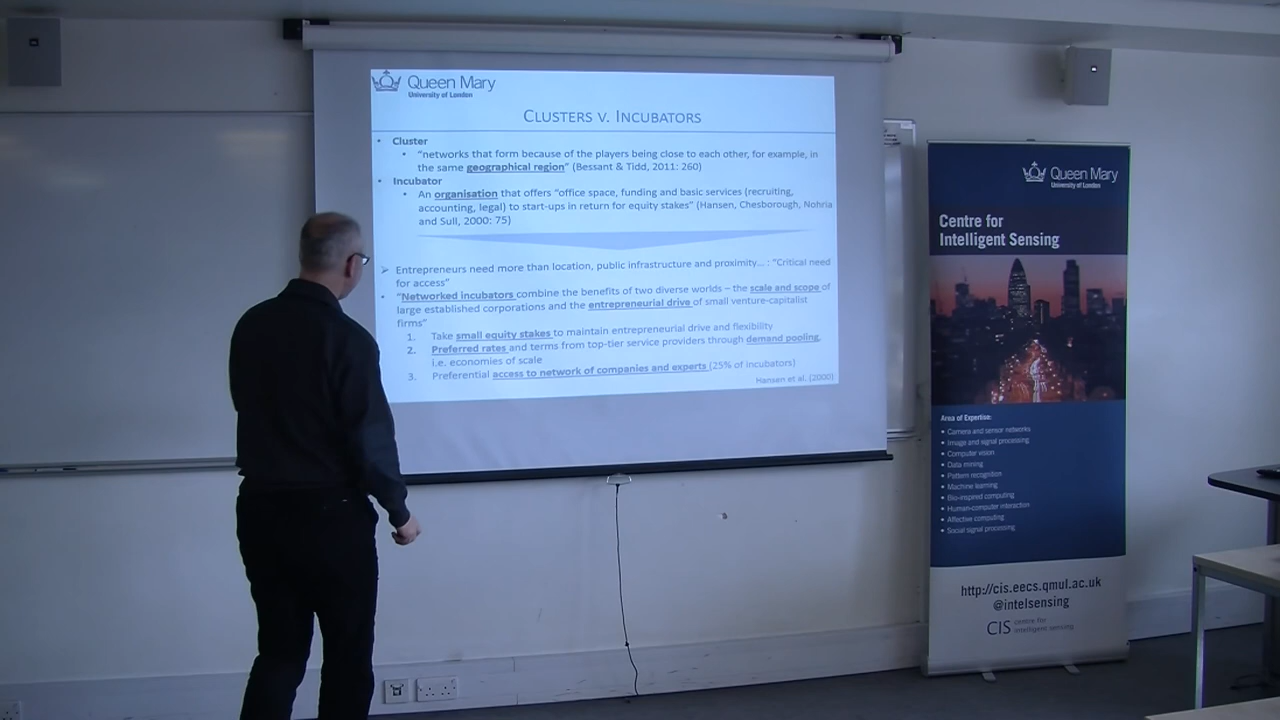 Queen Mary
University of London
CLUSTERS V. INCUBATORS
• Cluster
• "networks that form because of the players being close to each other, for example, in
the same geographical region" (Bessant & Tidd, 2011: 260)
• Incubator
• An organisation that offers "office space, funding and basic services (recruiting,
accounting, legal) to start-ups in return for equity stakes" (Hansen, Chesborough, Nohria
and Sull, 2000: 75)
➢ Entrepreneurs need more than location, public infrastructure and proximity... : "Critical need
for access"
• "Networked incubators combine the benefits of two diverse worlds – the scale and scope of
large established corporations and the entrepreneurial drive of small venture-capitalist
firms"
1. Take small equity stakes to maintain entrepreneurial drive and flexibility
2. Preferred rates and terms from top-tier service providers through demand pooling,
i.e. economies of scale
3. Preferential access to network of companies and experts (25% of incubators)
Hansen et al. (2000)
Queen Mary
University of London
Centre for
Intelligent Sensing
Area of Expertise:
• Camera and sensor networks
• Image and signal processing
• Computer vision
• Data mining
• Pattern recognition
• Machine learning
• Bio-inspired computing
• Human-computer interaction
• Affective computing
• Social signal processing
http://cis.eecs.qmul.ac.uk
@intelsensing
CIS centre for
intelligent sensing